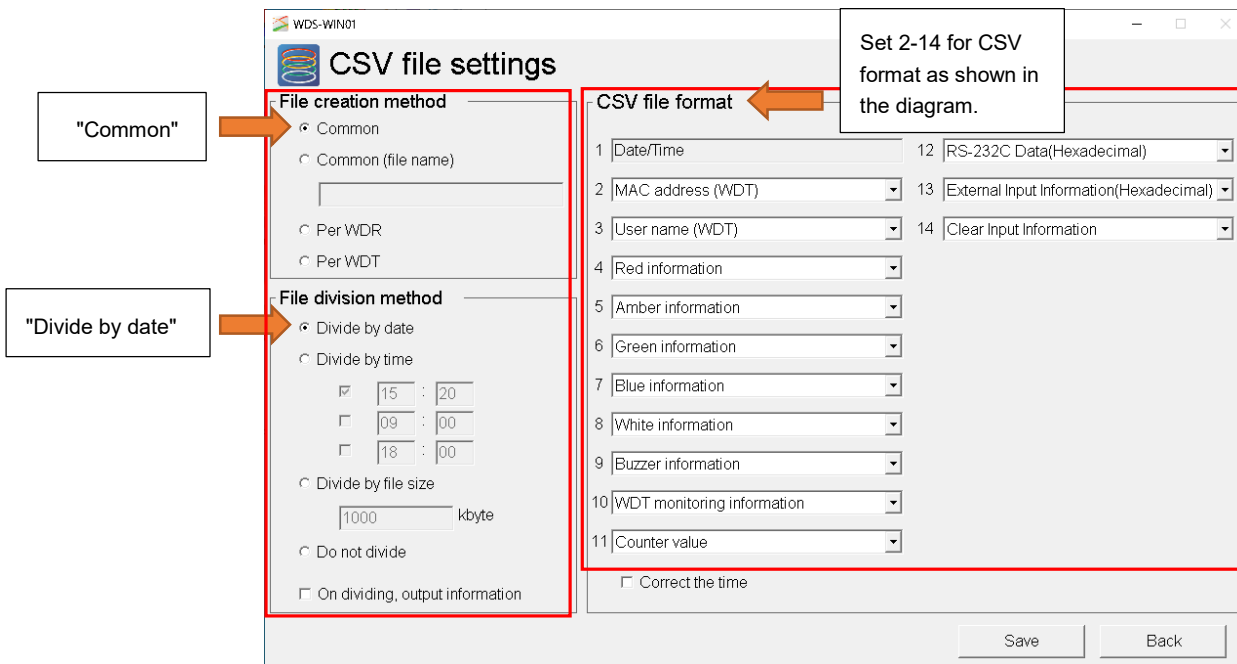 WDS-WIN01
CSV file settings
Set 2-14 for CSV
format as shown in
the diagram.
"Common"
File creation method
Common
Common (file name)
Per WDR
Per WDT
"Divide by date"
File division method
Divide by date
Divide by time
15 : 20
09 : 00
18 : 00
Divide by file size
1000 kbyte
Do not divide
On dividing, output information
CSV file format
1 Date/Time
2 MAC address (WDT)
3 User name (WDT)
4 Red information
5 Amber information
6 Green information
7 Blue information
8 White information
9 Buzzer information
10 WDT monitoring information
11 Counter value
12 RS-232C Data(Hexadecimal)
13 External Input Information(Hexadecimal)
14 Clear Input Information
Correct the time
Save
Back